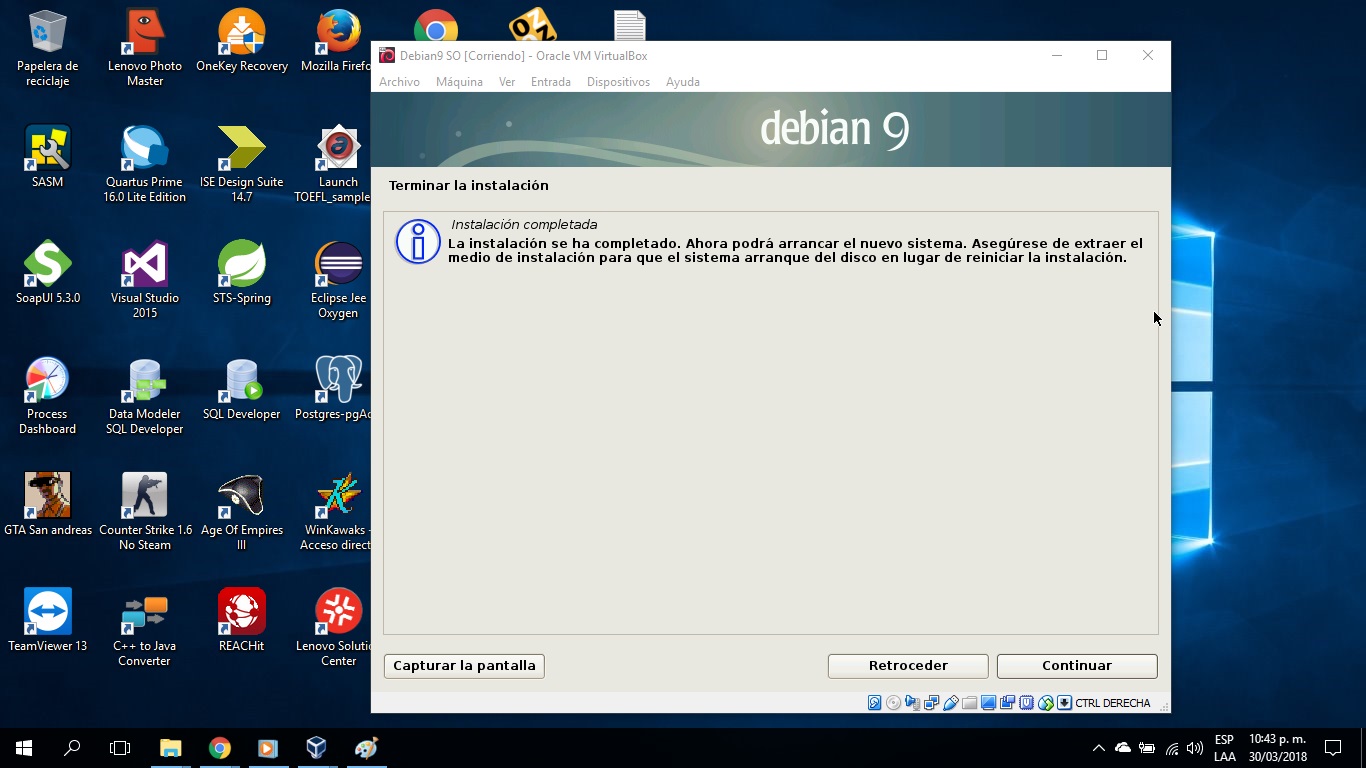 Papelera de
reciclaje
Lenovo Photo
Master
OneKey Recovery
Mozilla Firefo
SASM
Quartus Prime
16.0 Lite Edition
ISE Design Suite
14.7
Launch
TOEFL_sample
SoapUI 5.3.0
Visual Studio
2015
STS-Spring
Eclipse Jee
Oxygen
Process
Dashboard
Data Modeler
SQL Developer
SQL Developer
Postgres-pgAd
GTA San andreas
Counter Strike 1.6
No Steam
Age Of Empires
III
WinKawaks -
Acceso direct
TeamViewer 13
C++ to Java
Converter
REACHit
Lenovo Soluti
Center
Debian9 SO [Corriendo] - Oracle VM VirtualBox
Archivo Máquina Ver Entrada Dispositivos Ayuda
debian 9
Terminar la instalación
Instalación completada
La instalación se ha completado. Ahora podrá arrancar el nuevo sistema. Asegúrese de extraer el
medio de instalación para que el sistema arranque del disco en lugar de reiniciar la instalación.
Capturar la pantalla
Retroceder
Continuar
CTRL DERECHA
ESP
LAA
10:43 p. m.
30/03/2018